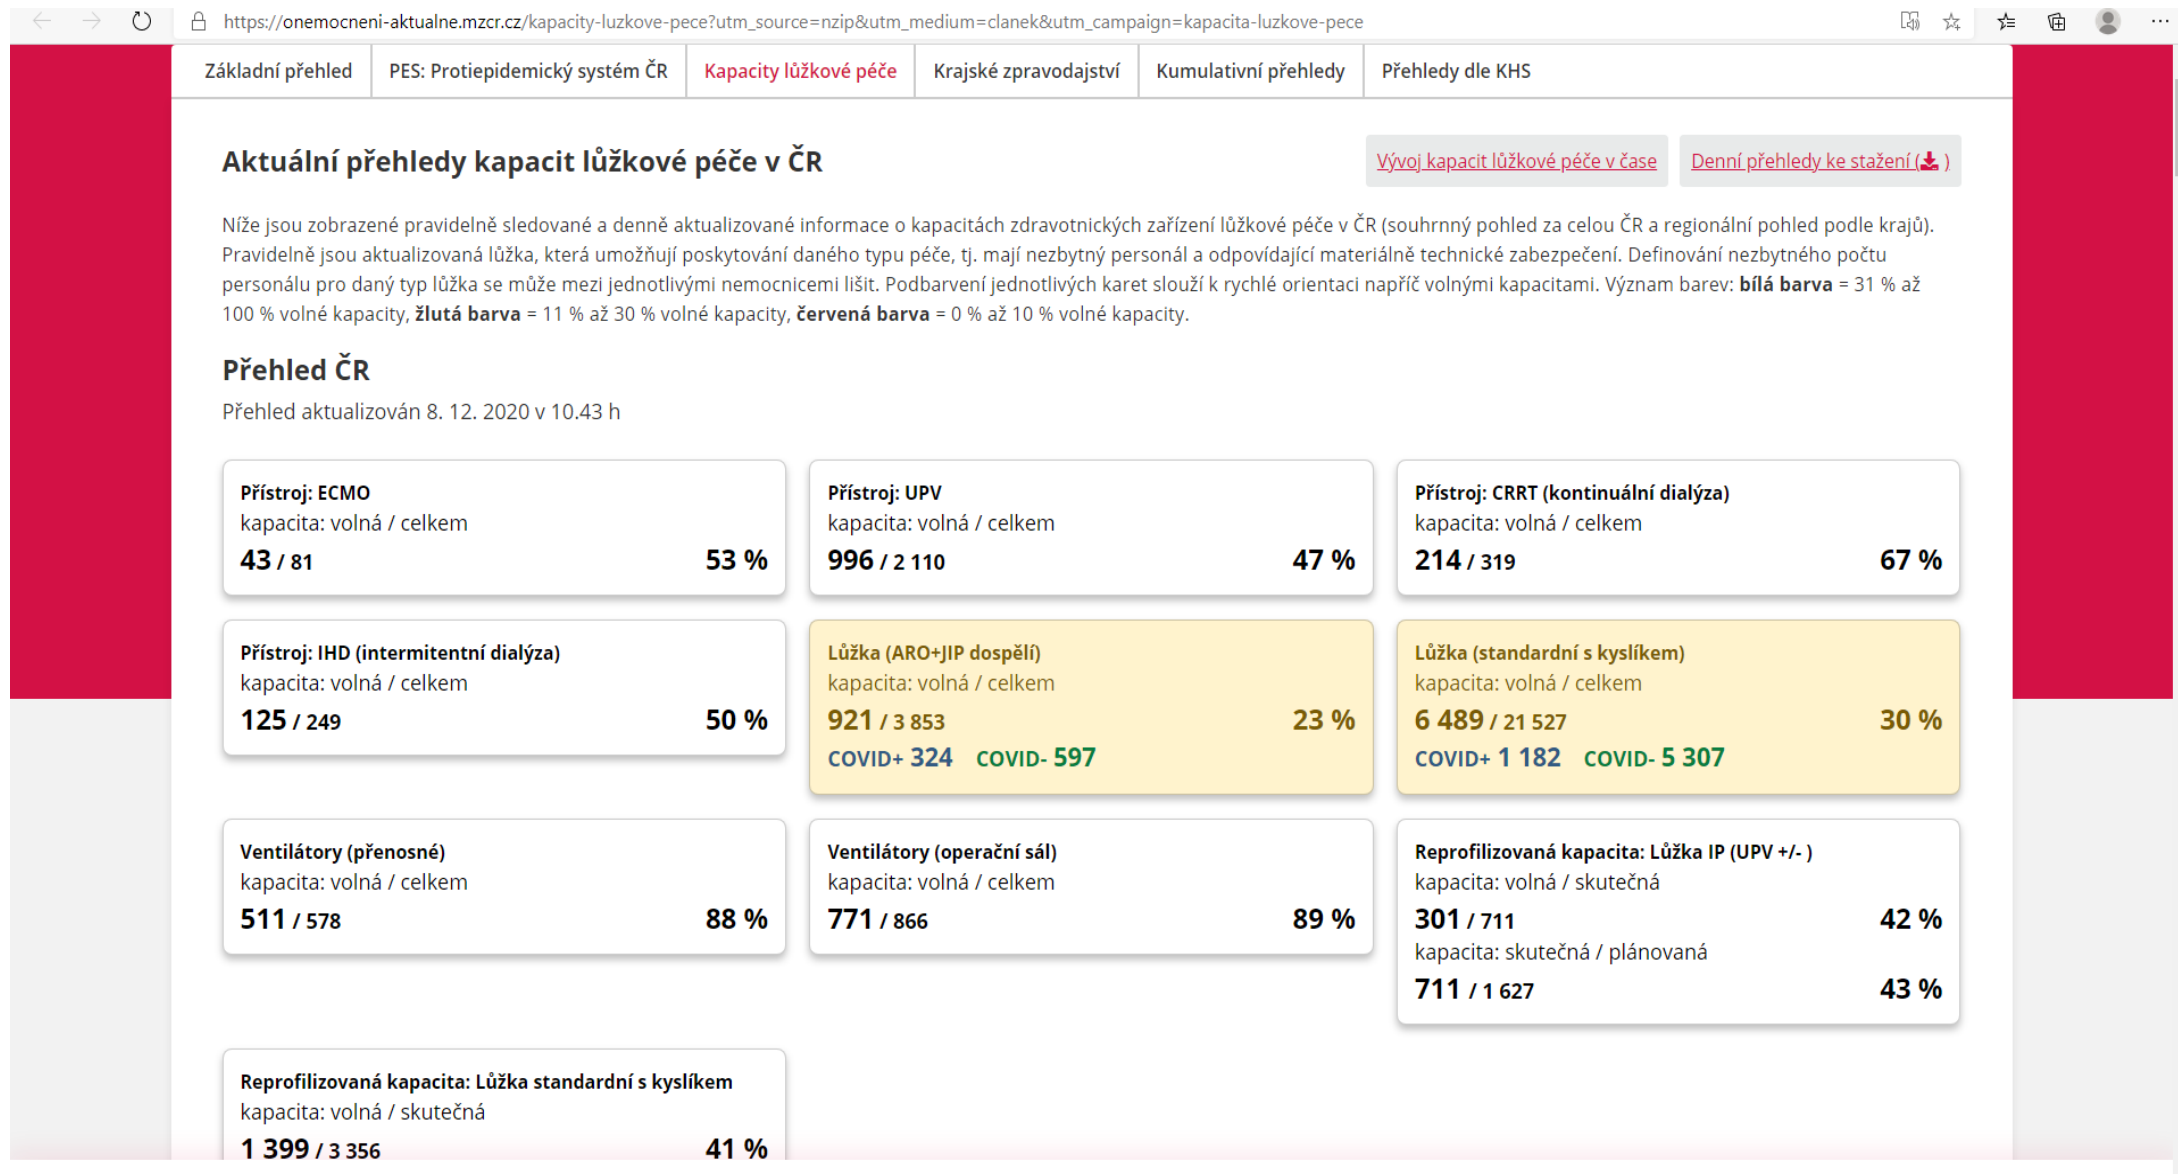 https://onemocneni-aktualne.mzcr.cz/kapacity-luzkove-pece?utm_source=nzip&utm_medium=clanek&utm_campaign=kapacita-luzkove-pece
Základní přehled PES: Protiepidemický systém ČR Kapacity lůžkové péče Krajské zpravodajství Kumulativní přehledy Přehledy dle KHS
Aktuální přehledy kapacit lůžkové péče v ČR
Vývoj kapacit lůžkové péče v čase
Denní přehledy ke stažení ( )
Níže jsou zobrazené pravidelně sledované a denně aktualizované informace o kapacitách zdravotnických zařízení lůžkové péče v ČR (souhrnný pohled za celou ČR a regionální pohled podle krajů).
Pravidelně jsou aktualizovaná lůžka, která umožňují poskytování daného typu péče, tj. mají nezbytný personál a odpovídající materiálně technické zabezpečení. Definování nezbytného počtu
personálu pro daný typ lůžka se může mezi jednotlivými nemocnicemi lišit. Podbarvení jednotlivých karet slouží k rychlé orientaci napříč volnými kapacitami. Význam barev: bílá barva = 31 % až
100 % volné kapacity, žlutá barva = 11 % až 30 % volné kapacity, červená barva = 0 % až 10 % volné kapacity.
Přehled ČR
Přehled aktualizován 8. 12. 2020 v 10.43 h
Přístroj: ECMO
kapacita: volná / celkem
43 / 81 53 %
Přístroj: UPV
kapacita: volná / celkem
996 / 2 110 47 %
Přístroj: CRRT (kontinuální dialýza)
kapacita: volná / celkem
214 / 319 67 %
Přístroj: IHD (intermitentní dialýza)
kapacita: volná / celkem
125 / 249 50 %
Lůžka (ARO+JIP dospělí)
kapacita: volná / celkem
921 / 3 853 23 %
COVID+ 324 COVID- 597
Lůžka (standardní s kyslíkem)
kapacita: volná / celkem
6 489 / 21 527 30 %
COVID+ 1 182 COVID- 5 307
Ventilátory (přenosné)
kapacita: volná / celkem
511 / 578 88 %
Ventilátory (operační sál)
kapacita: volná / celkem
771 / 866 89 %
Reprofilizovaná kapacita: Lůžka IP (UPV +/- )
kapacita: volná / skutečná
301 / 711 42 %
kapacita: skutečná / plánovaná
711 / 1 627 43 %
Reprofilizovaná kapacita: Lůžka standardní s kyslíkem
kapacita: volná / skutečná
1 399 / 3 356 41 %